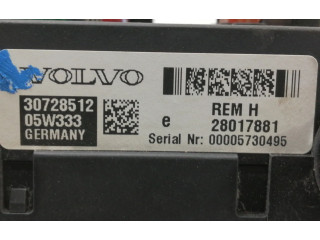 VOLVO
30728512
05W333
GERMANY
REM H
e 28017881
Serial Nr: 00005730495